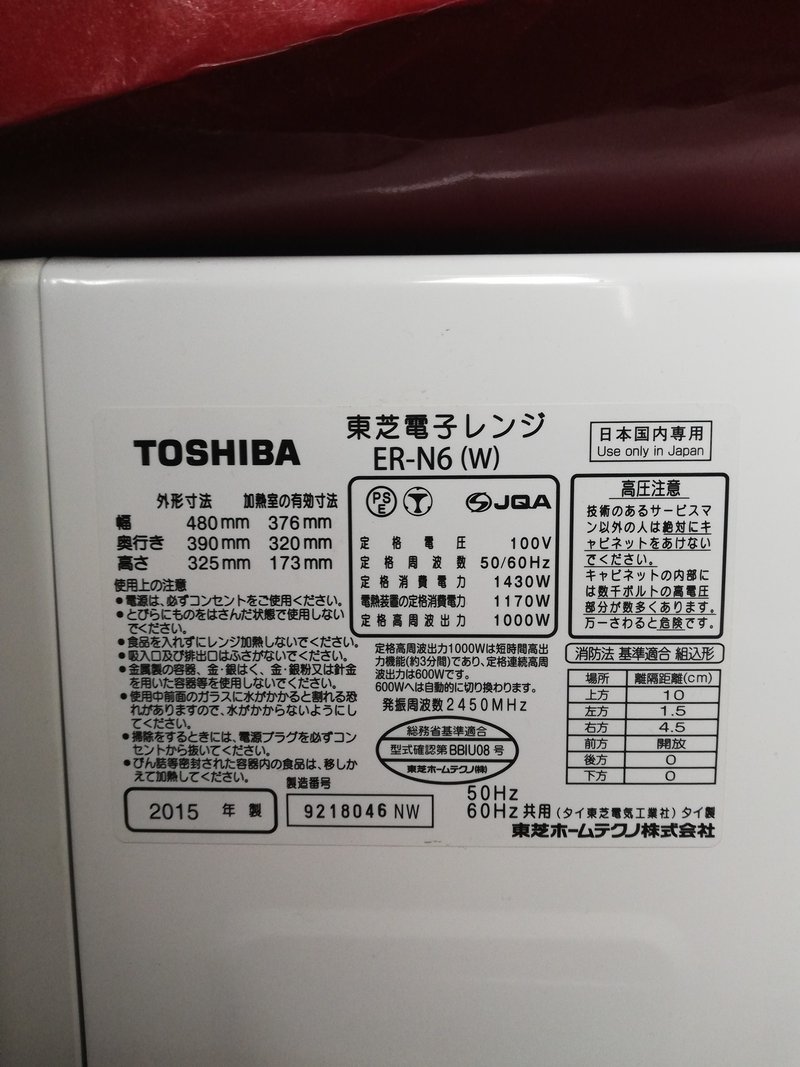 TOSHIBA
東芝電子レンジ
ER-N6 (W)
日本国内専用
Use only in Japan
外形寸法 加熱室の有効寸法
幅 480mm 376mm
奥行き 390mm 320mm
高さ 325mm 173mm
使用上の注意
●電源は、必ずコンセントをご使用ください。
●とびらにものをはさんだ状態で使用しない
でください。
●食品を入れずにレンジ加熱しないでください。
●吸入口及び排出口はふさがないでください。
●金属製の容器、金・銀はく、金・銀粉又は針金
を用いた容器等を使用しないでください。
●使用中前面のガラスに水がかかると割れる恐
れがありますので、水がかからないようにし
てください。
●掃除をするときには、電源プラグを必ずコン
セントから抜いてください。
●びん詰等密封された容器内の食品は、移しか
えて加熱してください。
2015 年 製
製造番号
9218046 NW
PS
E
JQA
定格電圧 100V
定格周波数 50/60Hz
定格消費電力 1430W
電熱装置の定格消費電力 1170W
定格高周波出力 1000W
定格高周波出力1000Wは短時間高出
力機能(約3分間)であり、定格連続高周
波出力は600Wです。
600Wへは自動的に切り換わります。
発振周波数2450MHz
総務省基準適合
型式確認第BBIU08号
東芝ホームテクノ(株)
高圧注意
技術のあるサービスマ
ン以外の人は絶対にキ
ャビネットをあけない
でください。
キャビネットの内部に
は数千ボルトの高電圧
部分が数多くあります。
万一さわると危険です。
消防法 基準適合 組込形
場所 離隔距離(cm)
上方 10
左方 1.5
右方 4.5
前方 開放
後方 0
下方 0
50Hz
60Hz共用 (タイ東芝電気工業社) タイ製
東芝ホームテクノ株式会社